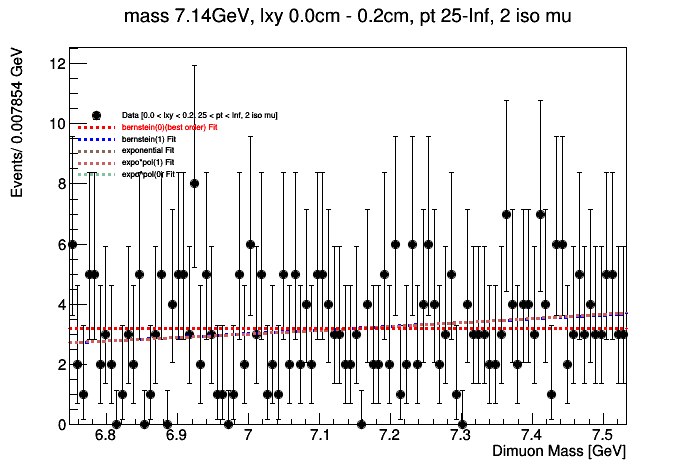 mass 7.14GeV, lxy 0.0cm - 0.2cm, pt 25-Inf, 2 iso mu
Events/ 0.007854 GeV
12
10
8
6
4
2
0
Data [0.0 < lxy < 0.2, 25 < pt < Inf, 2 iso mu]
bernstein(0)(best order) Fit
bernstein(1) Fit
exponential Fit
expo*pol(1) Fit
expo*pol(0) Fit
6.8 6.9 7 7.1 7.2 7.3 7.4 7.5
Dimuon Mass [GeV]